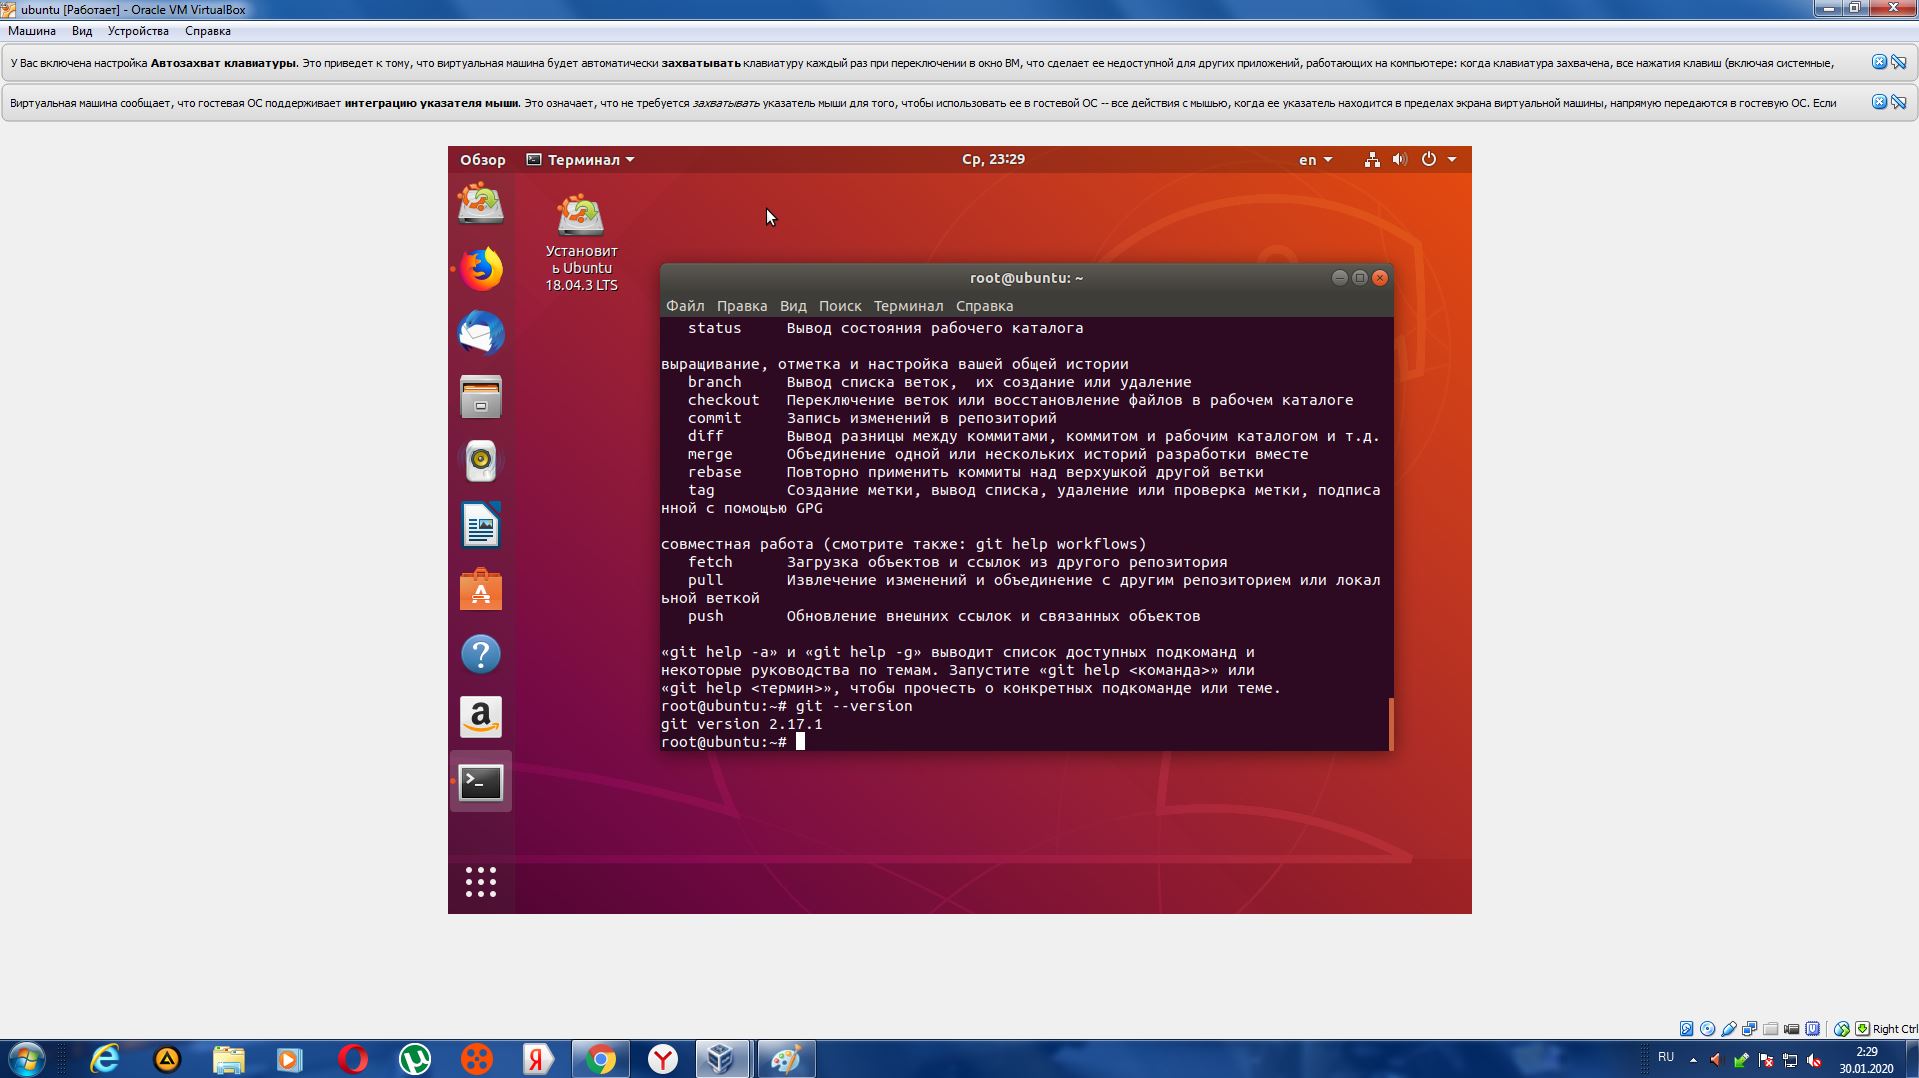 ubuntu [Работает] - Oracle VM VirtualBox
Машина Вид Устройства Справка
У Вас включена настройка Автозахват клавиатуры. Это приведет к тому, что виртуальная машина будет автоматически захватывать клавиатуру каждый раз при переключении в окно ВМ, что сделает ее недоступной для других приложений, работающих на компьютере: когда клавиатура захвачена, все нажатия клавиш (включая системные,
Виртуальная машина сообщает, что гостевая ОС поддерживает интеграцию указателя мыши. Это означает, что не требуется захватывать указатель мыши для того, чтобы использовать ее в гостевой ОС -- все действия с мышью, когда ее указатель находится в пределах экрана виртуальной машины, напрямую передаются в гостевую ОС. Если
Обзор Терминал Ср, 23:29 en
Установит
ь Ubuntu
18.04.3 LTS
root@ubuntu: ~
Файл Правка Вид Поиск Терминал Справка
status Вывод состояния рабочего каталога
выращивание, отметка и настройка вашей общей истории
branch Вывод списка веток, их создание или удаление
checkout Переключение веток или восстановление файлов в рабочем каталоге
commit Запись изменений в репозиторий
diff Вывод разницы между коммитами, коммитом и рабочим каталогом и т.д.
merge Объединение одной или нескольких историй разработки вместе
rebase Повторно применить коммиты над верхушкой другой ветки
tag Создание метки, вывод списка, удаление или проверка метки, подписа
нной с помощью GPG
совместная работа (смотрите также: git help workflows)
fetch Загрузка объектов и ссылок из другого репозитория
pull Извлечение изменений и объединение с другим репозиторием или локал
ьной веткой
push Обновление внешних ссылок и связанных объектов
«git help -a» и «git help -g» выводит список доступных подкоманд и
некоторые руководства по темам. Запустите «git help <команда>» или
«git help <термин>», чтобы прочесть о конкретных подкоманде или теме.
root@ubuntu:~# git --version
git version 2.17.1
root@ubuntu:~#
Right Ctrl
RU
2:29
30.01.2020